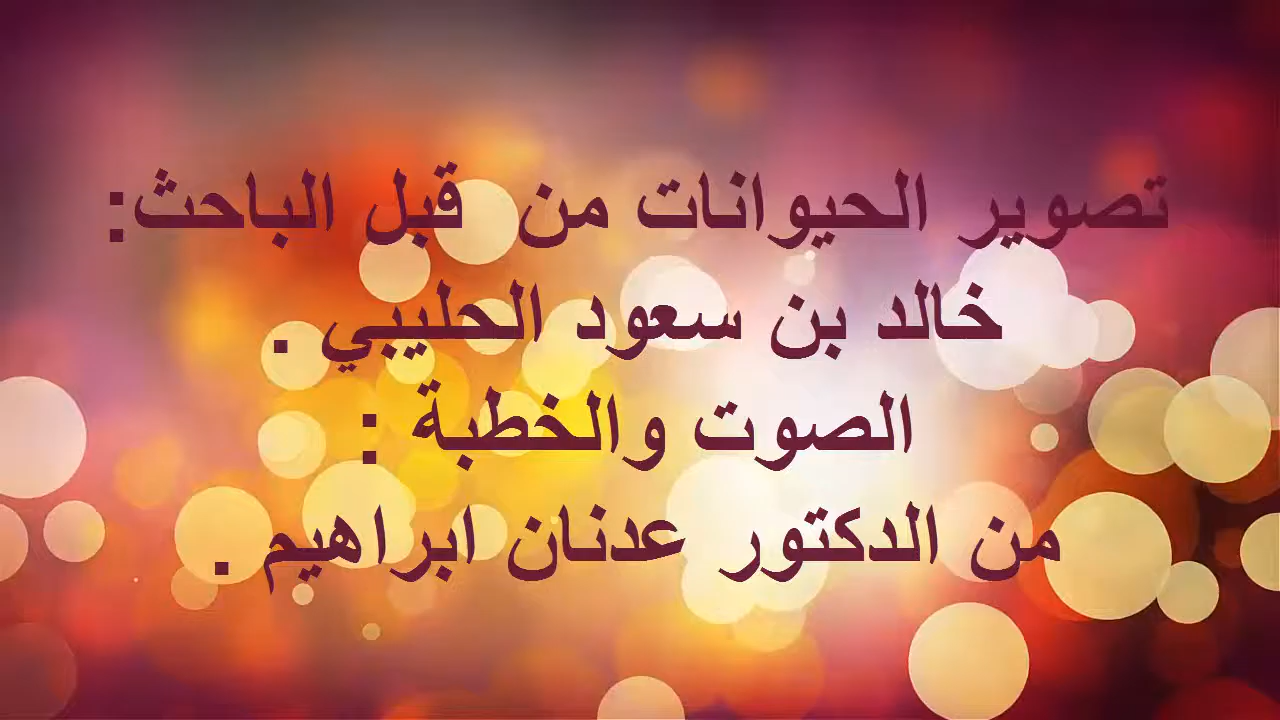 تصوير الحيوانات من قبل الباحث:
خالد بن سعود الحليبي .
الصوت والخطبة :
من الدكتور عدنان ابراهيم .